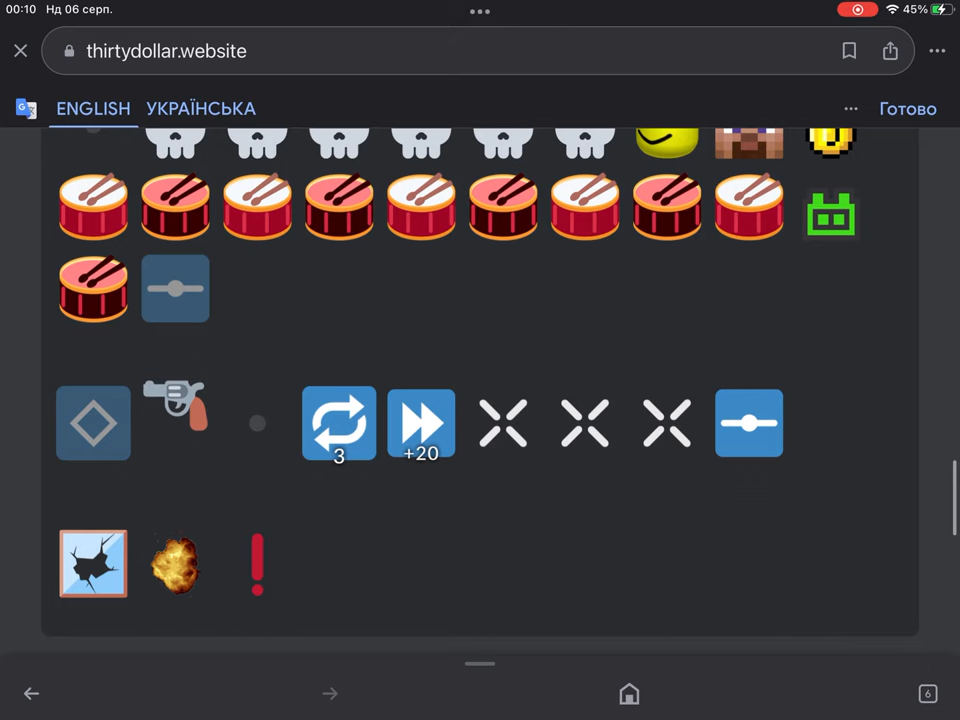 00:10 Нд 06 серп.
45%
thirtydollar.website
ENGLISH УКРАЇНСЬКА
Готово
3
+20
6